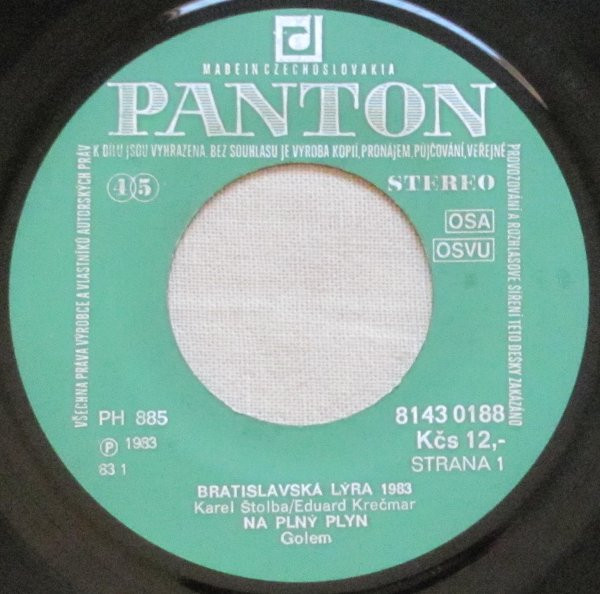 MADE IN CZECHOSLOVAKIA
PANTON
VŠECHNA PRÁVA VÝROBCE A VLASTNÍKŮ AUTORSKÝCH PRÁV
K DÍLU JSOU VYHRAZENA. BEZ SOUHLASU JE VÝROBA KOPIÍ, PRONÁJEM, PŮJČOVÁNÍ, VEŘEJNÉ
PROVOZOVÁNÍ A ROZHLASOVÉ ŠÍŘENÍ TÉTO DESKY ZAKÁZÁNO
45
STEREO
OSA
OSVU
PH 885
8143 0188
Ⓟ 1983
Kčs 12,-
83 1
STRANA 1
BRATISLAVSKÁ LÝRA 1983
Karel Štolba/Eduard Krečmar
NA PLNÝ PLYN
Golem